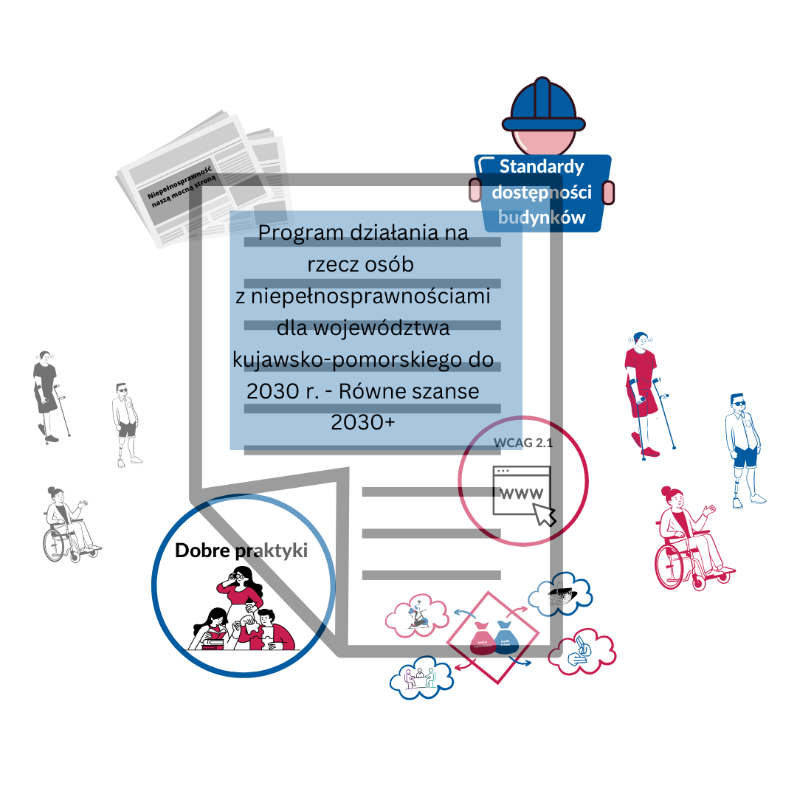 Niepełnosprawność
naszą mocną stroną
Standardy
dostępności
budynków
Program działania na
rzecz osób
z niepełnosprawnościami
dla województwa
kujawsko-pomorskiego do
2030 r. - Równe szanse
2030+
WCAG 2.1
WWW
Dobre praktyki